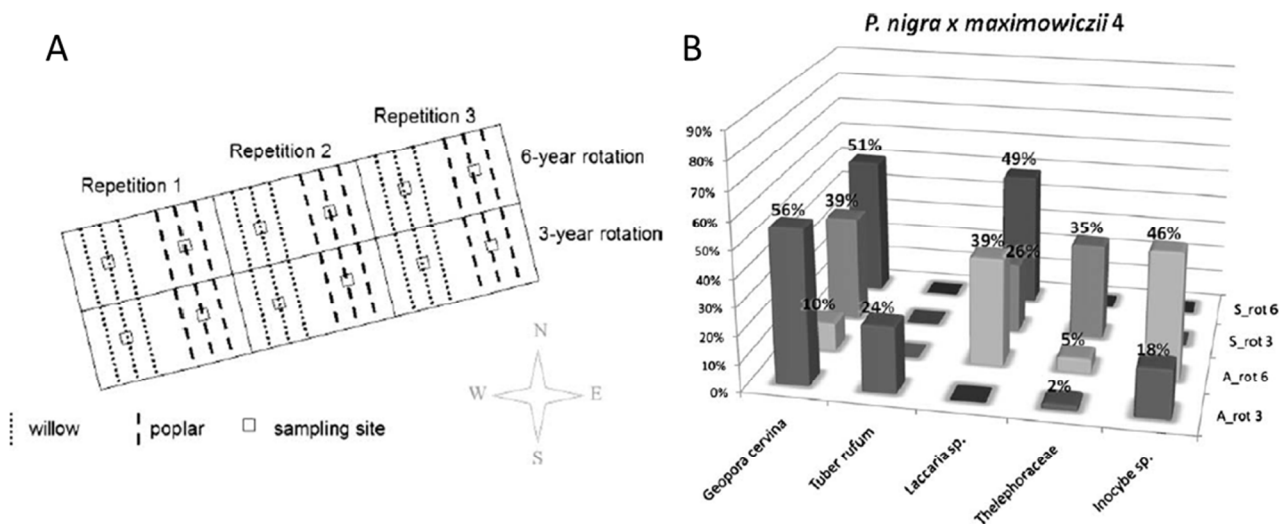 A
Repetition 1
Repetition 2
Repetition 3
6-year rotation
3-year rotation
N
W
E
S
willow
poplar
sampling site
B
P. nigra x maximowiczii 4
90%
80%
70%
60%
50%
40%
30%
20%
10%
0%
51%
49%
39%
26%
35%
10%
39%
5%
46%
56%
24%
2%
18%
S_rot 6
S_rot 3
A_rot 6
A_rot 3
Geopora cervina
Tuber rufum
Laccaria sp.
Thelephoraceae
Inocybe sp.